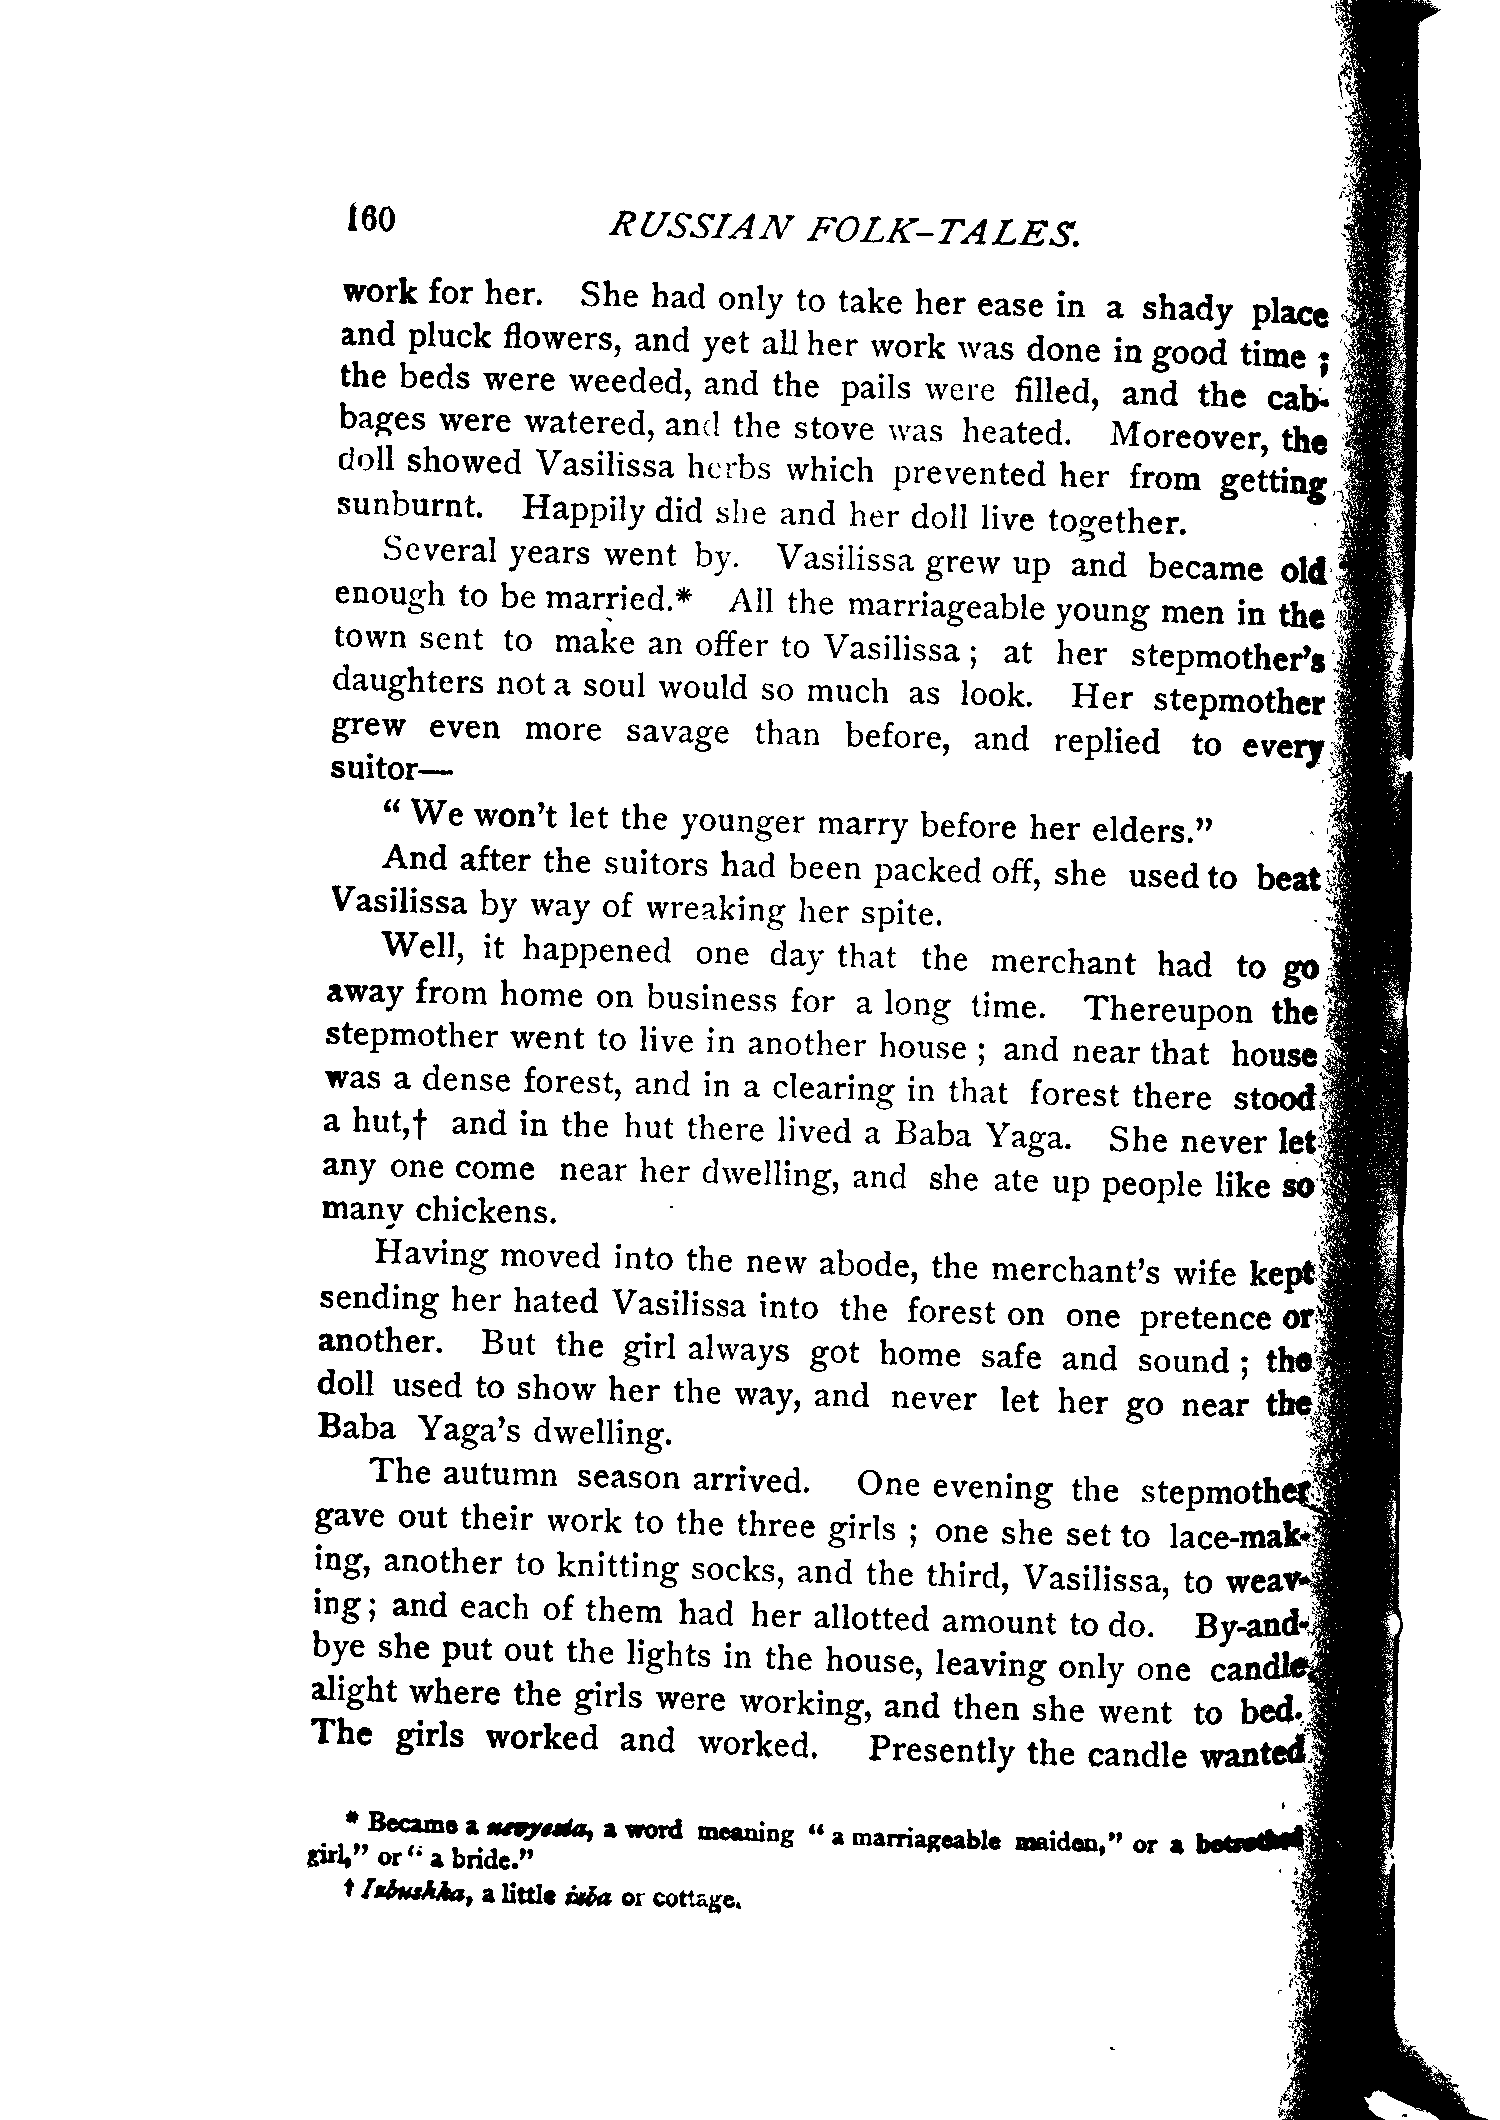 160 RUSSIAN FOLK-TALES.
work for her. She had only to take her ease in a shady place
and pluck flowers, and yet all her work was done in good time ;
the beds were weeded, and the pails were filled, and the cab-
bages were watered, and the stove was heated. Moreover, the
doll showed Vasilissa herbs which prevented her from getting
sunburnt. Happily did she and her doll live together.
Several years went by. Vasilissa grew up and became old
enough to be married.* All the marriageable young men in the
town sent to make an offer to Vasilissa ; at her stepmother's
daughters not a soul would so much as look. Her stepmother
grew even more savage than before, and replied to every
suitor—
" We won't let the younger marry before her elders."
And after the suitors had been packed off, she used to beat
Vasilissa by way of wreaking her spite.
Well, it happened one day that the merchant had to go
away from home on business for a long time. Thereupon the
stepmother went to live in another house ; and near that house
was a dense forest, and in a clearing in that forest there stood
a hut,† and in the hut there lived a Baba Yaga. She never let
any one come near her dwelling, and she ate up people like so
many chickens.
Having moved into the new abode, the merchant's wife kept
sending her hated Vasilissa into the forest on one pretence or
another. But the girl always got home safe and sound ; the
doll used to show her the way, and never let her go near the
Baba Yaga's dwelling.
The autumn season arrived. One evening the stepmother
gave out their work to the three girls ; one she set to lace-mak-
ing, another to knitting socks, and the third, Vasilissa, to weav-
ing ; and each of them had her allotted amount to do. By-and-
bye she put out the lights in the house, leaving only one candle
alight where the girls were working, and then she went to bed.
The girls worked and worked. Presently the candle wanted
* Became a nevyesta, a word meaning " a marriageable maiden," or a betrothed
girl," or " a bride."
† Izbushka, a little izba or cottage.